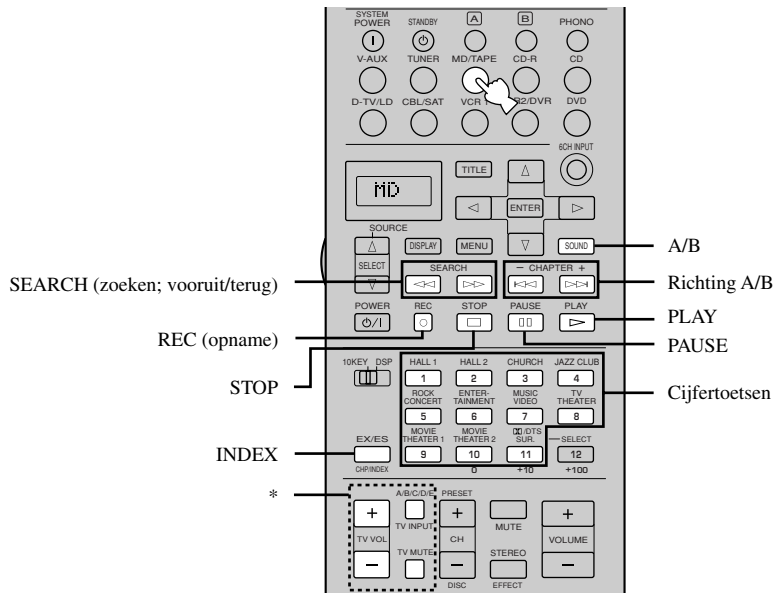 SYSTEM
POWER
STANDBY
A
B
PHONO
V-AUX
TUNER
MD/TAPE
CD-R
CD
D-TV/LD
CBL/SAT
VCR 1
R2/DVR
DVD
6CH INPUT
TITLE
MD
ENTER
SOURCE
SELECT
DISPLAY
MENU
SOUND
A/B
SEARCH
– CHAPTER +
SEARCH (zoeken; vooruit/terug)
Richting A/B
POWER
REC
STOP
PAUSE
PLAY
PLAY
REC (opname)
PAUSE
10KEY
DSP
HALL 1
HALL 2
CHURCH
JAZZ CLUB
1
2
3
4
STOP
Cijfertoetsen
ROCK
CONCERT
ENTER-
TAINMENT
MUSIC
VIDEO
TV
THEATER
5
6
7
8
MOVIE
THEATER 1
MOVIE
THEATER 2
/DTS
SUR.
SELECT
EX/ES
9
10
11
12
INDEX
CHP/INDEX
0
+10
+100
*
A/B/C/D/E
PRESET
+
TV INPUT
+
MUTE
+
TV VOL
CH
VOLUME
–
TV MUTE
–
STEREO
–
DISC
EFFECT